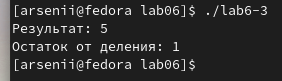 [arsenii@fedora lab06]$ ./lab6-3
Результат: 5
Остаток от деления: 1
[arsenii@fedora lab06]$